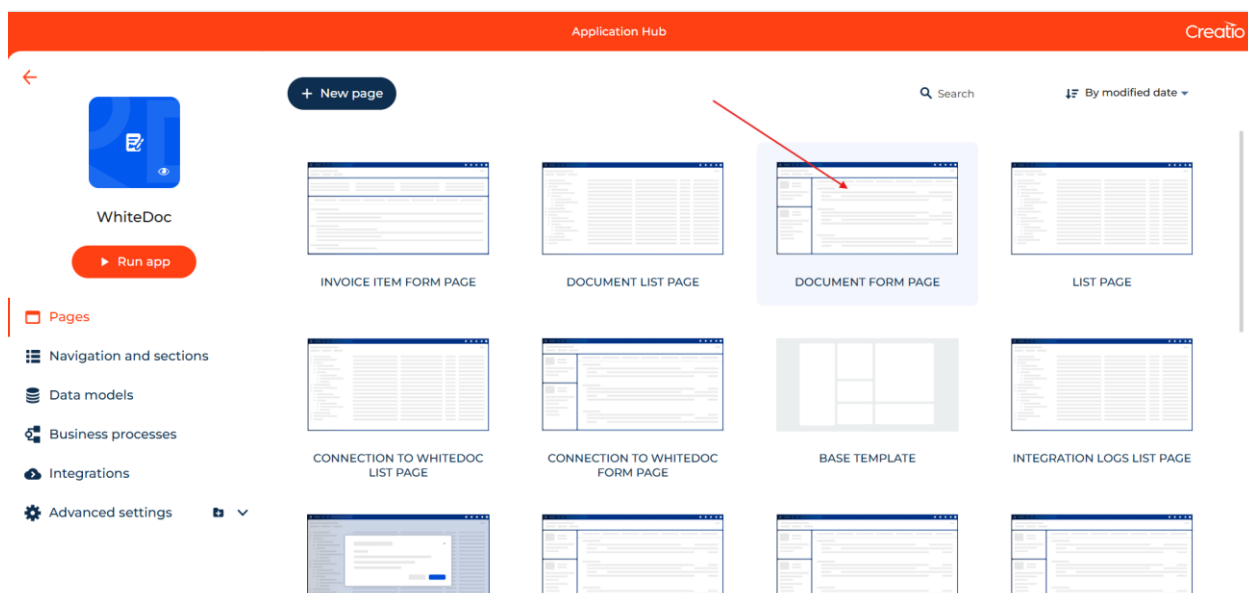 Application Hub
Creatio
+ New page
Search
By modified date
WhiteDoc
Run app
Pages
Navigation and sections
Data models
Business processes
Integrations
Advanced settings
INVOICE ITEM FORM PAGE
DOCUMENT LIST PAGE
DOCUMENT FORM PAGE
LIST PAGE
CONNECTION TO WHITEDOC
LIST PAGE
CONNECTION TO WHITEDOC
FORM PAGE
BASE TEMPLATE
INTEGRATION LOGS LIST PAGE